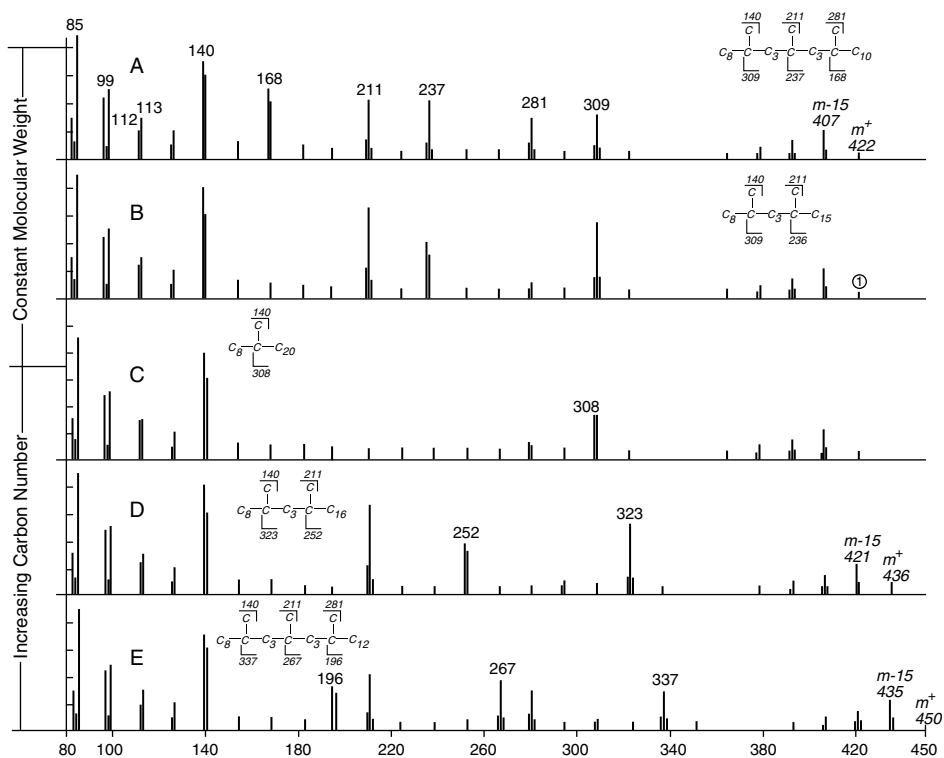 Constant Molocular Weight
Increasing Carbon Number
85
A
99
112
113
140
168
211
237
281
309
m-15
407
m+
422
140 211 281
C C C
C8 C C3 C C3 C C10
309 237 168
B
140 211
C C
C8 C C3 C C15
309 236
1
C
140
C
C8 C C20
308
308
D
140 211
C C
C8 C C3 C C16
323 252
252
323
m-15
421
m+
436
E
140 211 281
C C C
C8 C C3 C C3 C C12
337 267 196
196
267
337
m-15
435
m+
450
80 100 140 180 220 260 300 340 380 420 450